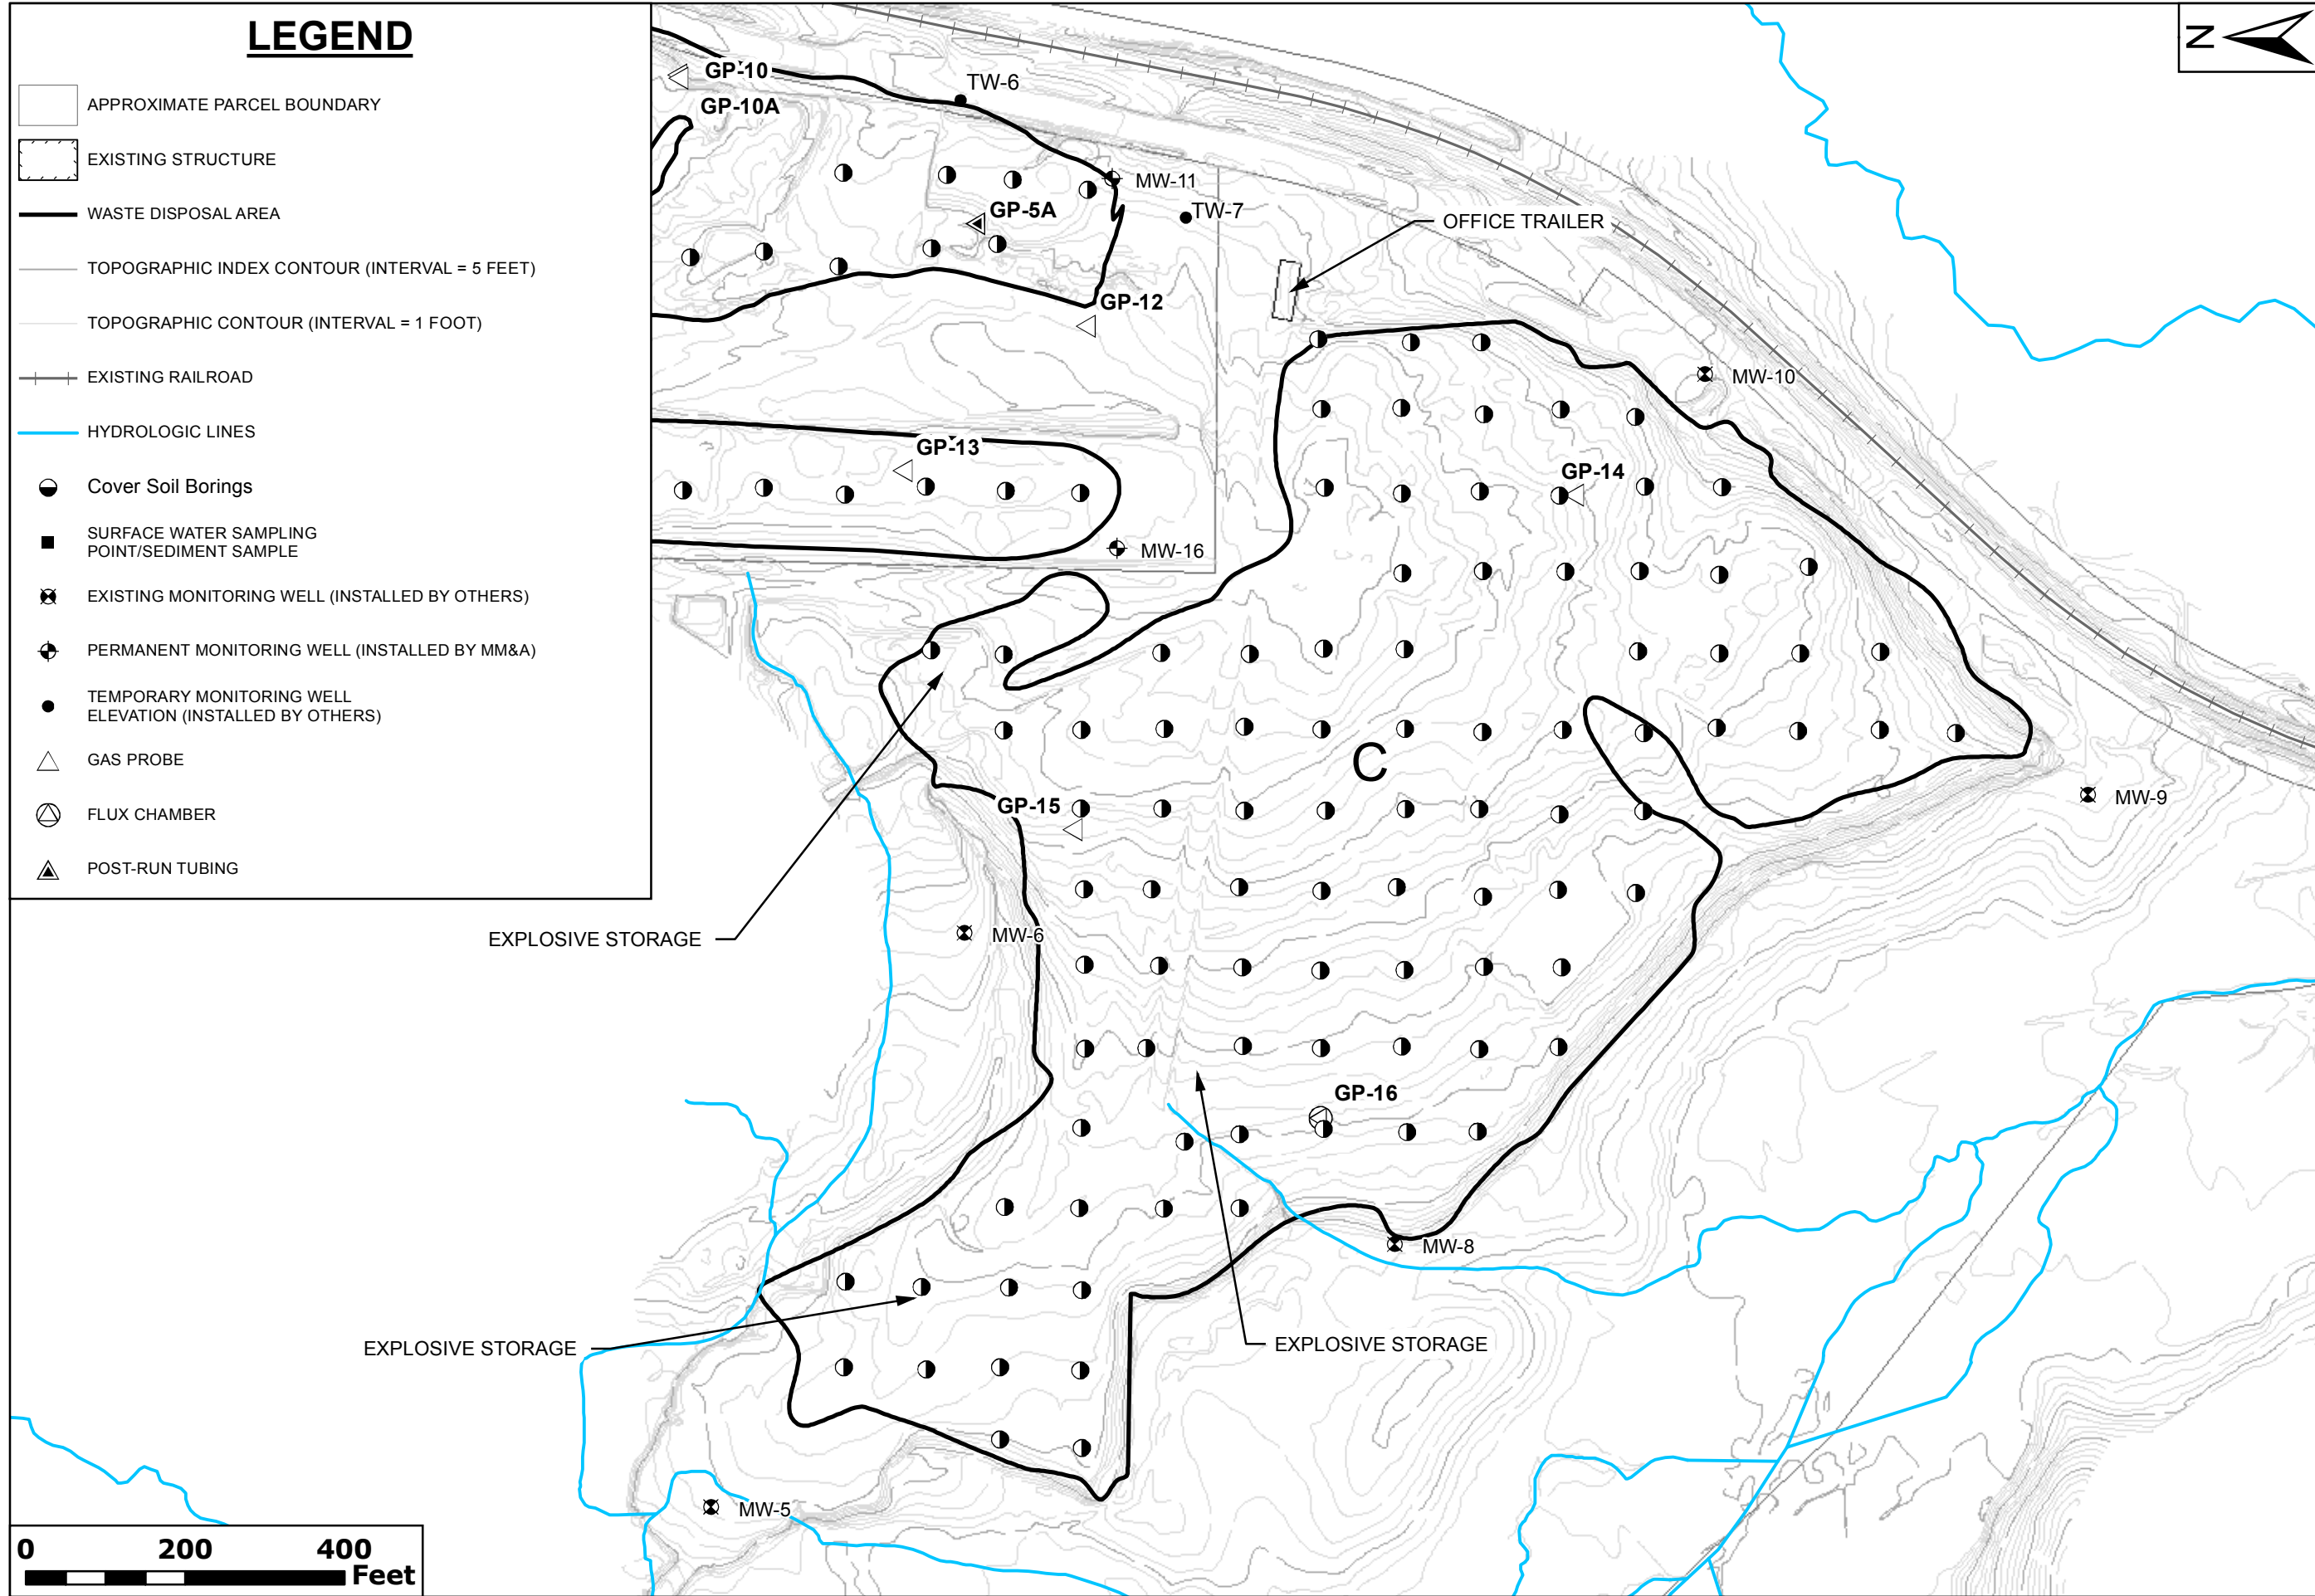 LEGEND
APPROXIMATE PARCEL BOUNDARY
EXISTING STRUCTURE
WASTE DISPOSAL AREA
TOPOGRAPHIC INDEX CONTOUR (INTERVAL = 5 FEET)
TOPOGRAPHIC CONTOUR (INTERVAL = 1 FOOT)
EXISTING RAILROAD
HYDROLOGIC LINES
Cover Soil Borings
SURFACE WATER SAMPLING
POINT/SEDIMENT SAMPLE
EXISTING MONITORING WELL (INSTALLED BY OTHERS)
PERMANENT MONITORING WELL (INSTALLED BY MM&A)
TEMPORARY MONITORING WELL
ELEVATION (INSTALLED BY OTHERS)
GAS PROBE
FLUX CHAMBER
POST-RUN TUBING
N
GP-10
GP-10A
TW-6
MW-11
GP-5A
TW-7
OFFICE TRAILER
GP-12
MW-10
GP-13
GP-14
MW-16
C
GP-15
MW-9
EXPLOSIVE STORAGE
MW-6
GP-16
MW-8
EXPLOSIVE STORAGE
EXPLOSIVE STORAGE
MW-5
0 200 400
Feet